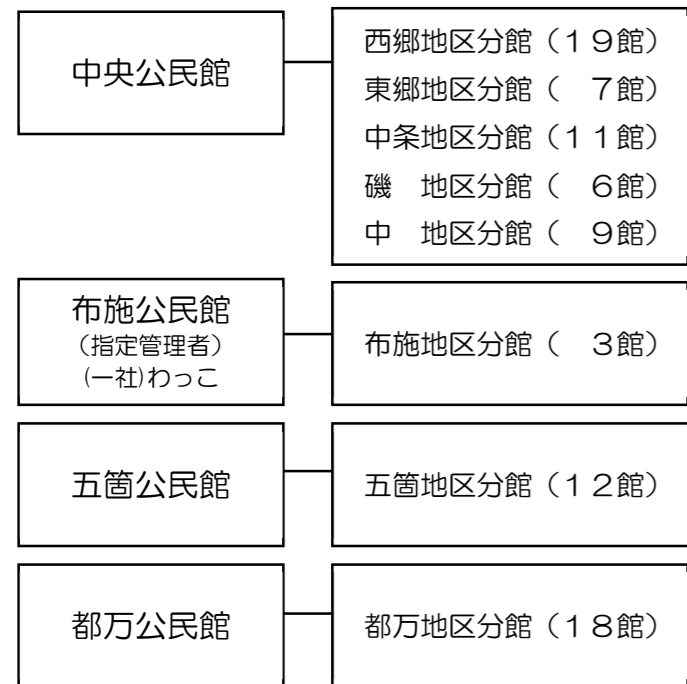 中央公民館
西郷地区分館（１９館）
東郷地区分館（　７館）
中条地区分館（１１館）
磯　地区分館（　６館）
中　地区分館（　９館）
布施公民館
（指定管理者）
(一社)わっこ
布施地区分館（　３館）
五箇公民館
五箇地区分館（１２館）
都万公民館
都万地区分館（１８館）